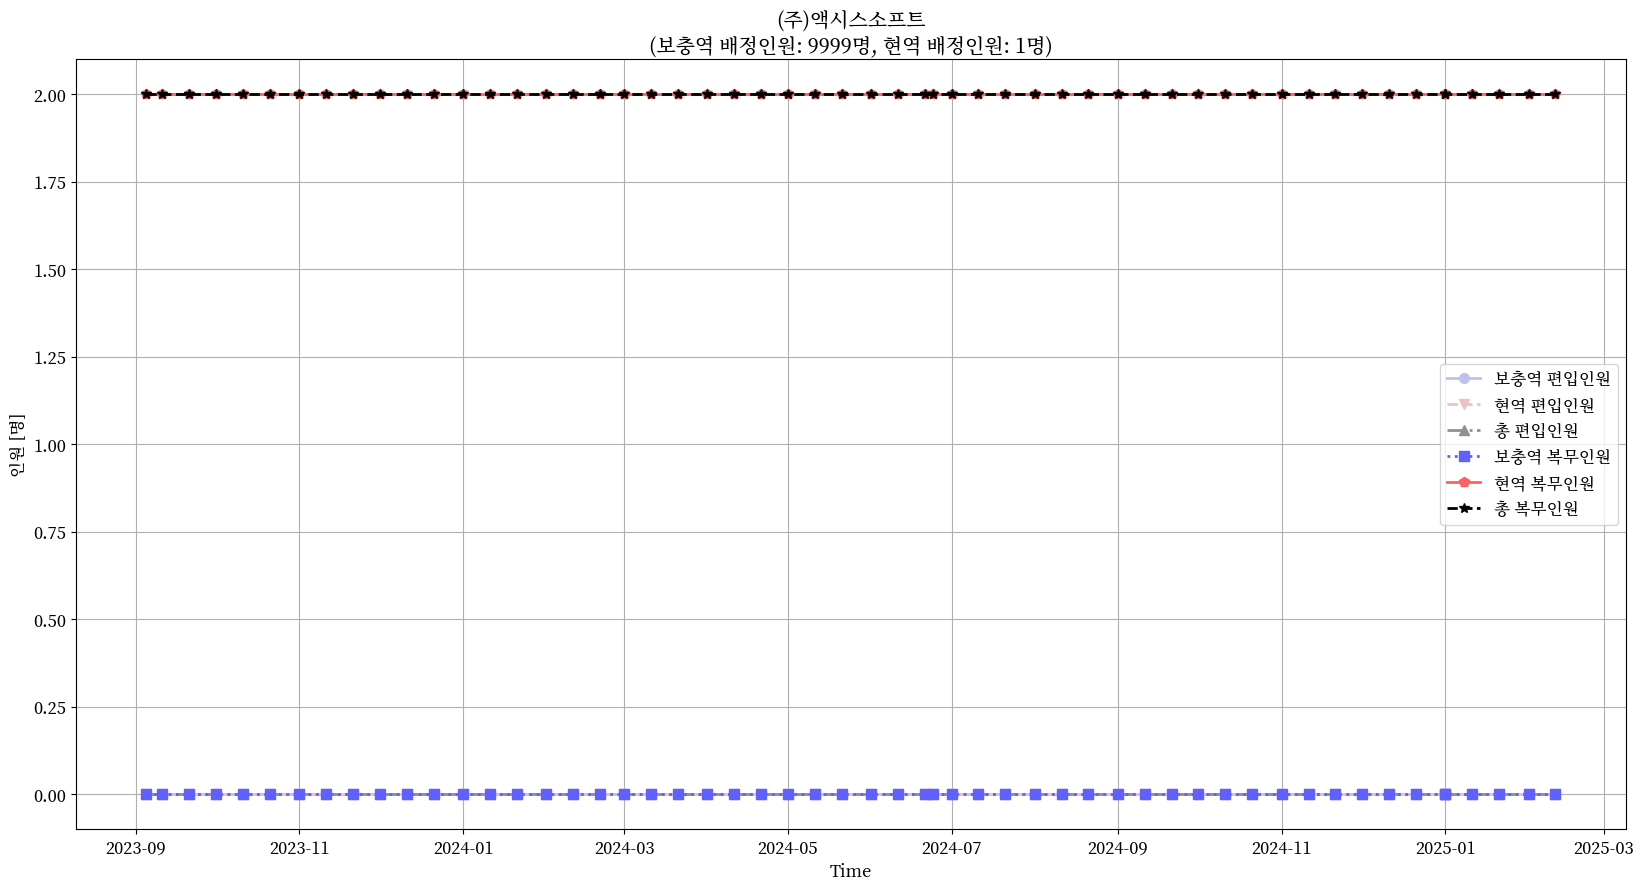 (주)액시스소프트
(보충역 배정인원: 9999명, 현역 배정인원: 1명)
2.00
1.75
1.50
1.25
1.00
0.75
0.50
0.25
0.00
인원 [명]
보충역 편입인원
현역 편입인원
총 편입인원
보충역 복무인원
현역 복무인원
총 복무인원
2023-09 2023-11 2024-01 2024-03 2024-05 2024-07 2024-09 2024-11 2025-01 2025-03
Time